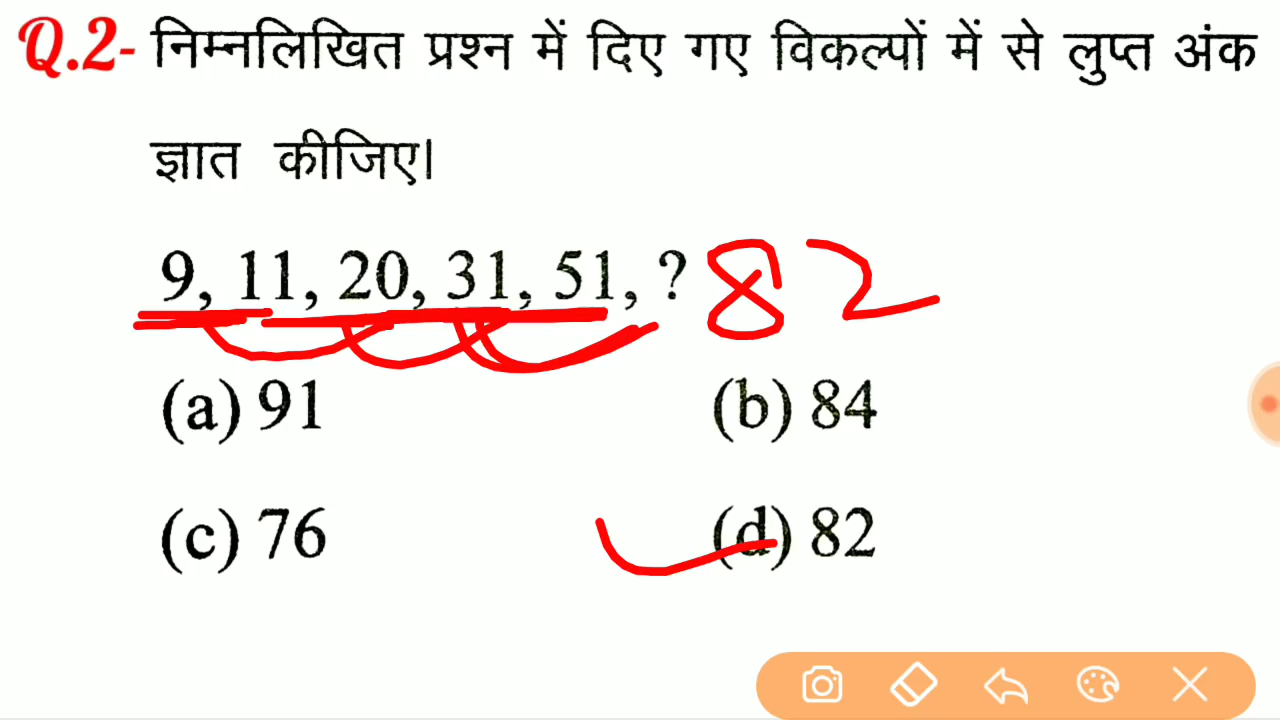 Q.2- निम्नलिखित प्रश्न में दिए गए विकल्पों में से लुप्त अंक
ज्ञात कीजिए।
9, 11, 20, 31, 51, ? 82
(a) 91 (b) 84
(c) 76 (d) 82